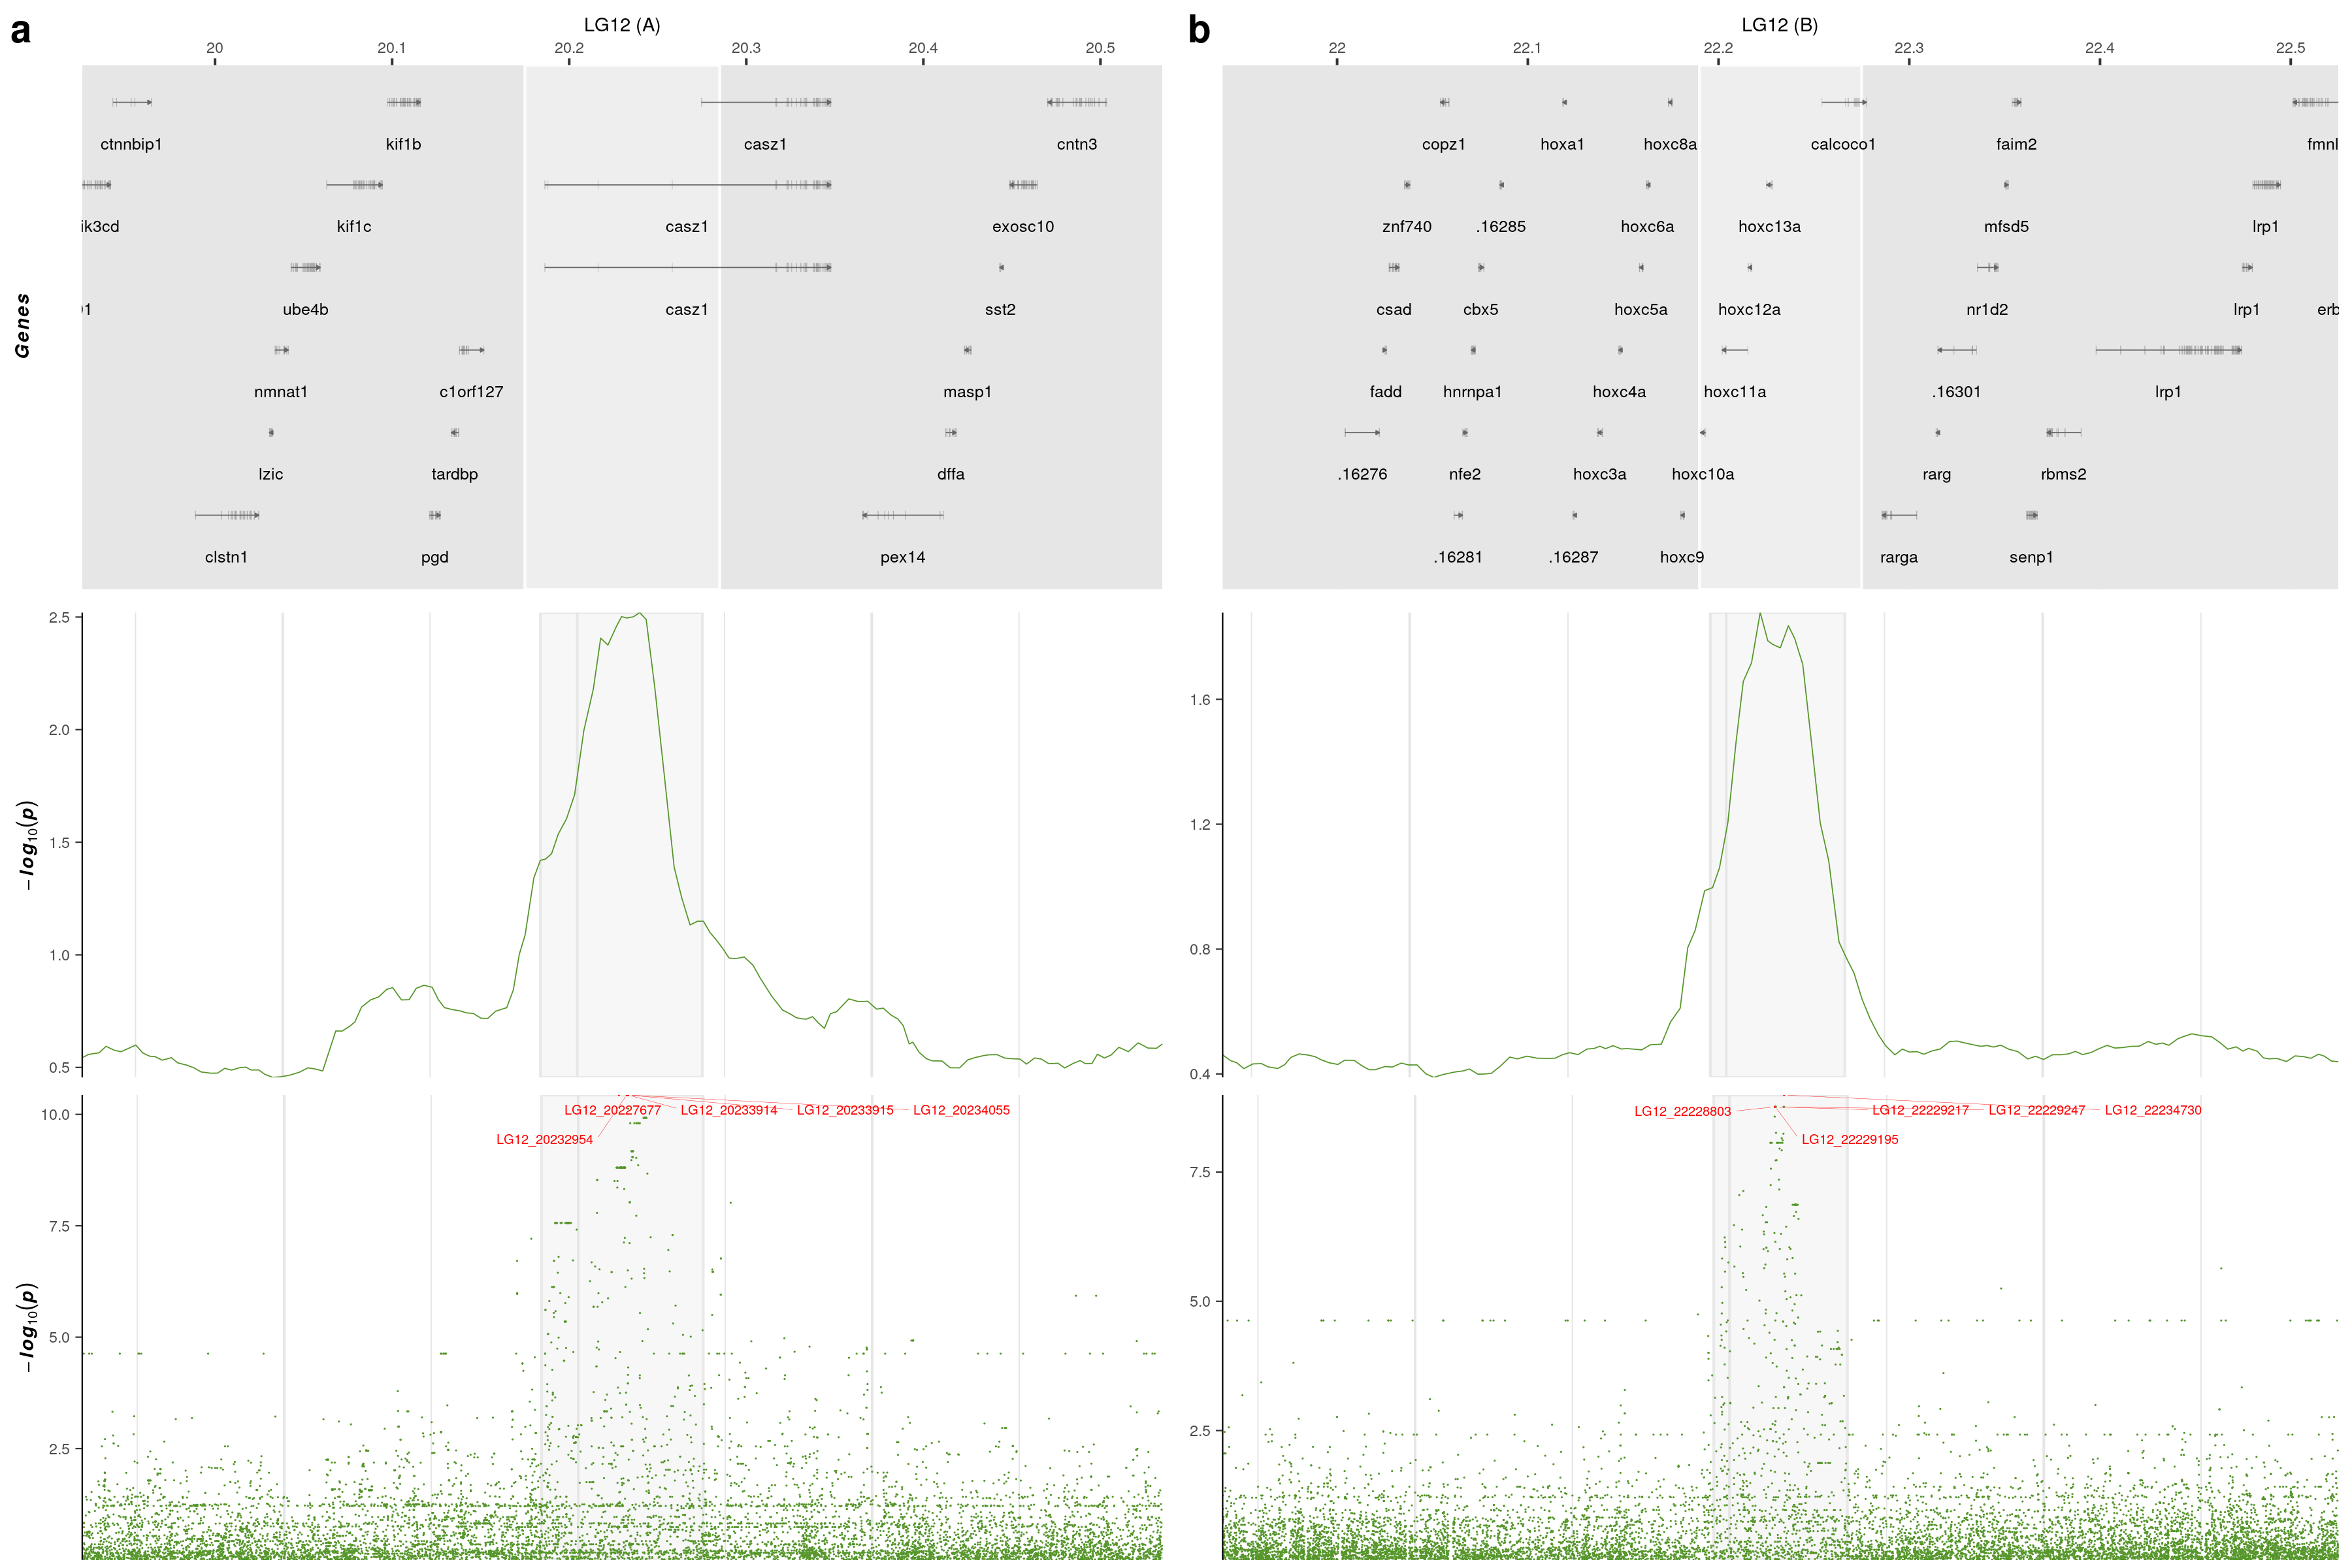 a
LG12 (A)
20 20.1 20.2 20.3 20.4 20.5
Genes
ctnnbip1 kif1b casz1 cntn3
ik3cd kif1c casz1 exosc10
ube4b casz1 sst2
nmnat1 c1orf127 masp1
lzic tardbp dffa
clstn1 pgd pex14
−log10(p)
2.5
2.0
1.5
1.0
0.5
−log10(p)
10.0
7.5
5.0
2.5
LG12_20227677 LG12_20233914 LG12_20233915 LG12_20234055
LG12_20232954
b
LG12 (B)
22 22.1 22.2 22.3 22.4 22.5
copz1 hoxa1 hoxc8a calcoco1 faim2 fmnl
znf740 .16285 hoxc6a hoxc13a mfsd5 lrp1
csad cbx5 hoxc5a hoxc12a nr1d2 lrp1 erb
fadd hnrnpa1 hoxc4a hoxc11a .16301 lrp1
.16276 nfe2 hoxc3a hoxc10a rarg rbms2
.16281 .16287 hoxc9 rarga senp1
1.6
1.2
0.8
0.4
7.5
5.0
2.5
LG12_22228803 LG12_22229217 LG12_22229247 LG12_22234730
LG12_22229195